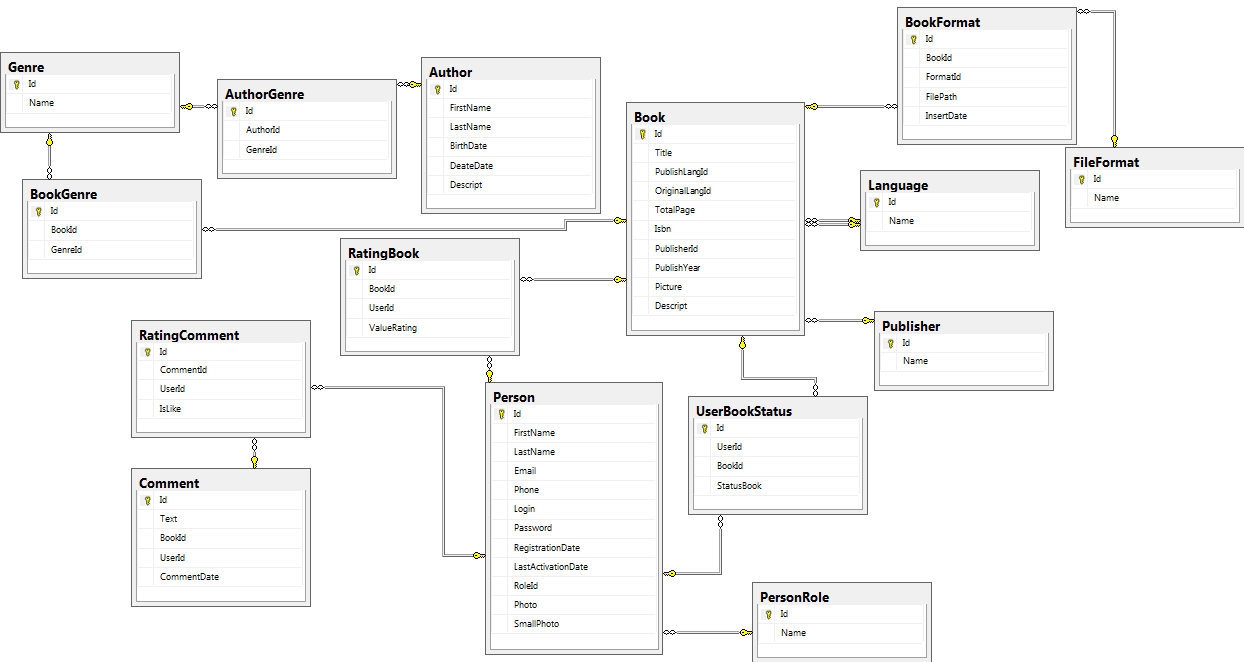 Genre
Id
Name
AuthorGenre
Id
AuthorId
GenreId
Author
Id
FirstName
LastName
BirthDate
DeateDate
Descript
Book
Id
Title
PublishLangId
OriginalLangId
TotalPage
Isbn
PublisherId
PublishYear
Picture
Descript
BookFormat
Id
BookId
FormatId
FilePath
InsertDate
FileFormat
Id
Name
Language
Id
Name
BookGenre
Id
BookId
GenreId
RatingBook
Id
BookId
UserId
ValueRating
Publisher
Id
Name
RatingComment
Id
CommentId
UserId
IsLike
Person
Id
FirstName
LastName
Email
Phone
Login
Password
RegistrationDate
LastActivationDate
RoleId
Photo
SmallPhoto
UserBookStatus
Id
UserId
BookId
StatusBook
Comment
Id
Text
BookId
UserId
CommentDate
PersonRole
Id
Name